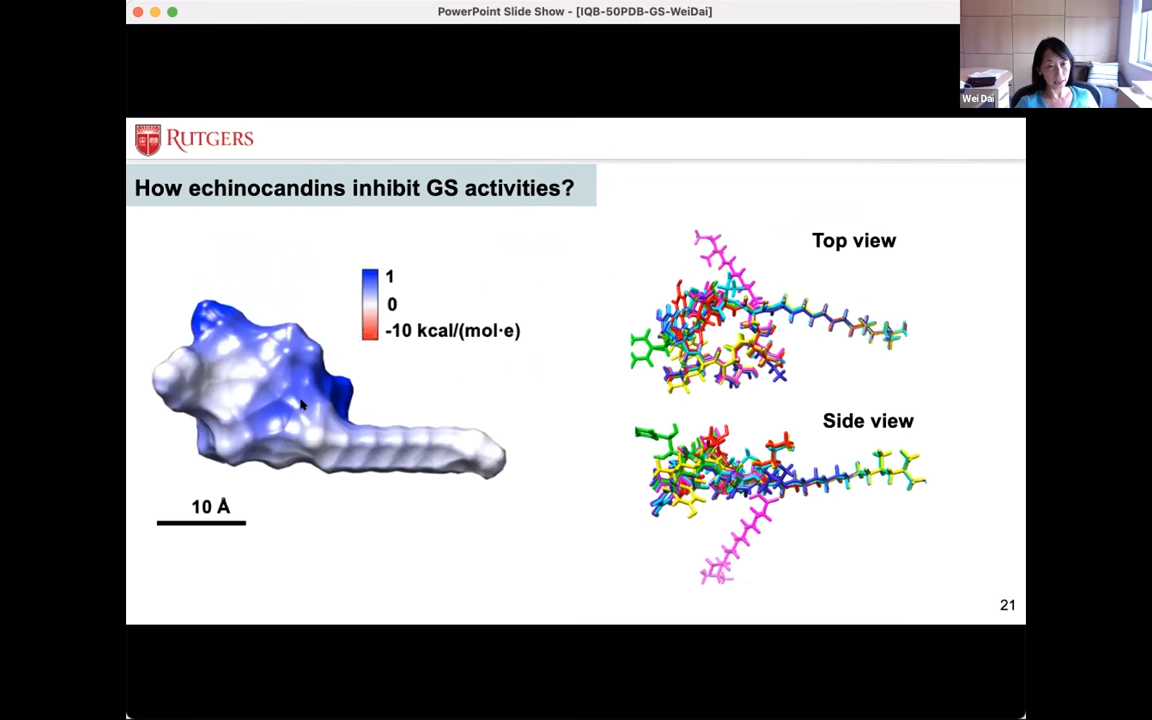 PowerPoint Slide Show - [IQB-50PDB-GS-WeiDai]
Wei Dai
RUTGERS
How echinocandins inhibit GS activities?
Top view
1
0
-10 kcal/(mol·e)
Side view
10 Å
21